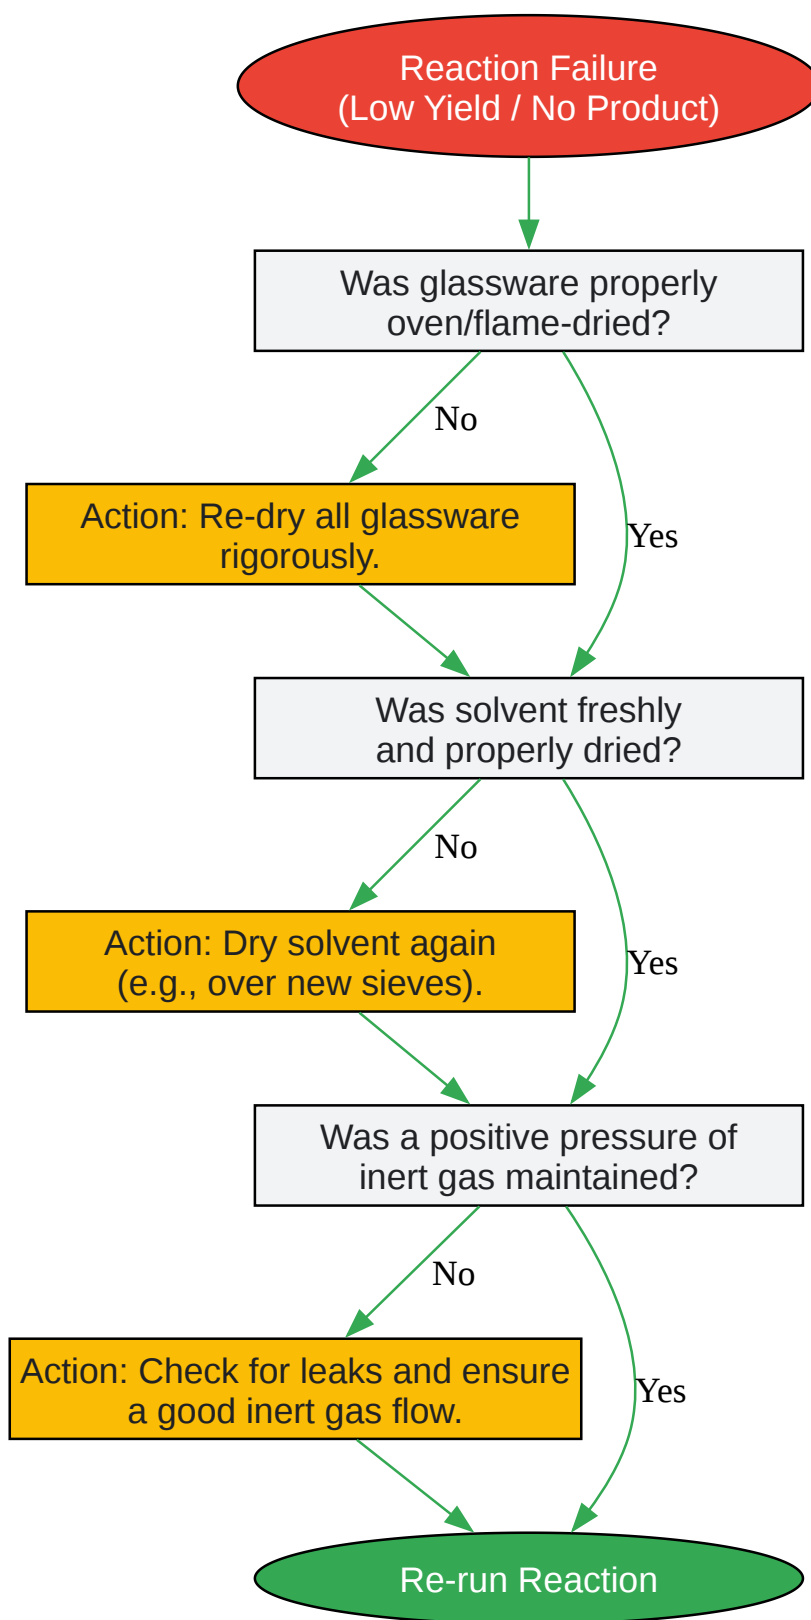 Reaction Failure
(Low Yield / No Product)
Was glassware properly
oven/flame-dried?
No
Action: Re-dry all glassware
rigorously.
Yes
Was solvent freshly
and properly dried?
No
Action: Dry solvent again
(e.g., over new sieves).
Yes
Was a positive pressure of
inert gas maintained?
No
Action: Check for leaks and ensure
a good inert gas flow.
Yes
Re-run Reaction